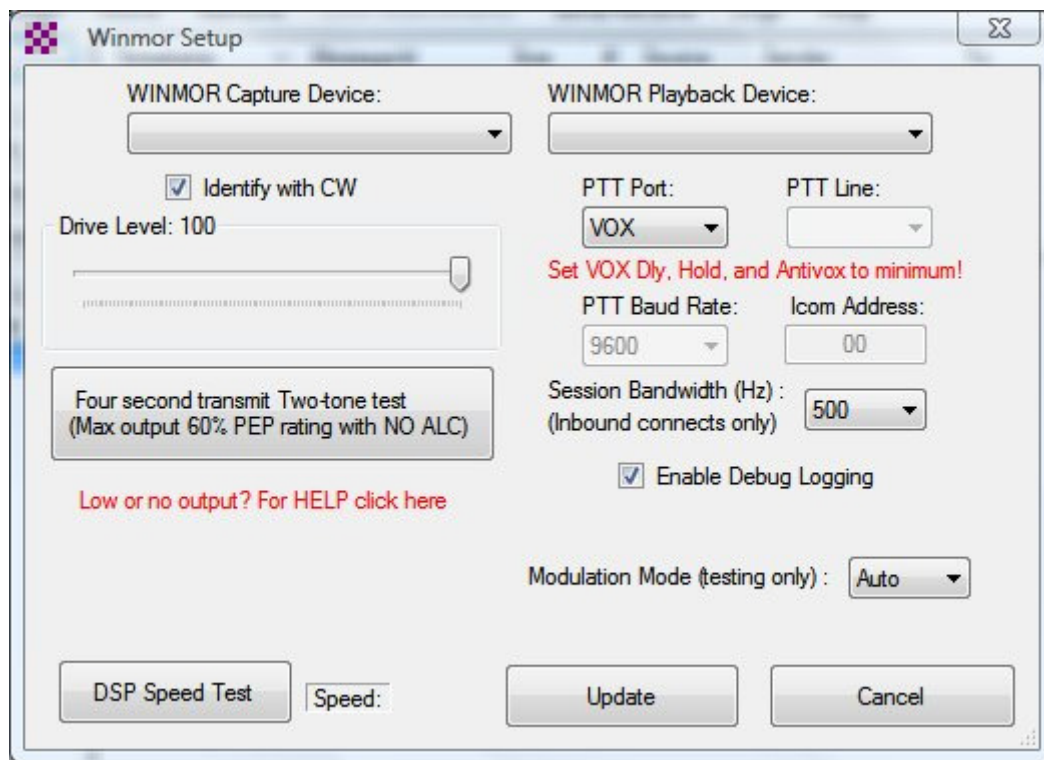 Winmor Setup
WINMOR Capture Device:
WINMOR Playback Device:
Identify with CW
PTT Port:
PTT Line:
Drive Level: 100
VOX
Set VOX Dly, Hold, and Antivox to minimum!
PTT Baud Rate:
Icom Address:
9600
00
Four second transmit Two-tone test
(Max output 60% PEP rating with NO ALC)
Session Bandwidth (Hz) :
(Inbound connects only)
500
Enable Debug Logging
Low or no output? For HELP click here
Modulation Mode (testing only) :
Auto
DSP Speed Test
Speed:
Update
Cancel